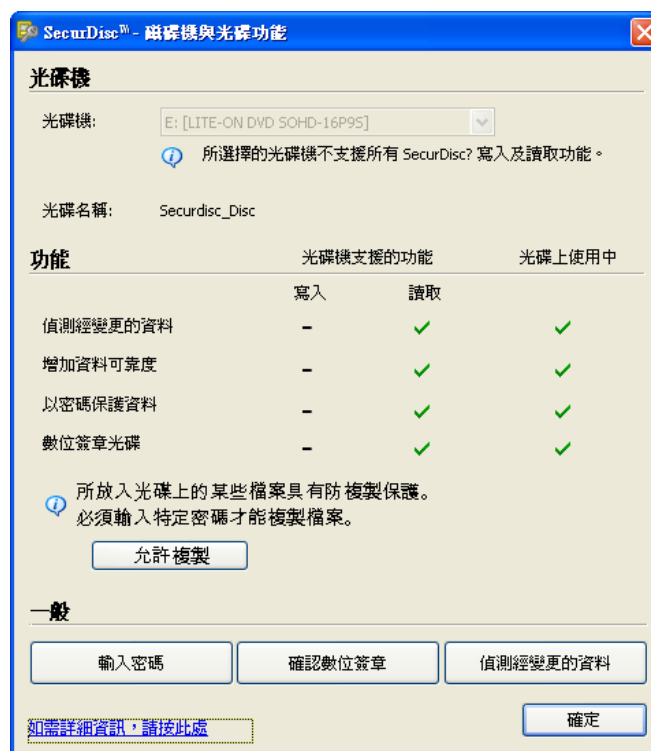 SecurDisc™ - 磁碟機與光碟功能
光碟機
光碟機: E: [LITE-ON DVD SOHD-16P9S]
所選擇的光碟機不支援所有 SecurDisc? 寫入及讀取功能。
光碟名稱: Securdisc_Disc
功能 光碟機支援的功能 光碟上使用中
寫入 讀取
偵測經變更的資料 – ✓ ✓
增加資料可靠度 – ✓ ✓
以密碼保護資料 – ✓ ✓
數位簽章光碟 – ✓ ✓
所放入光碟上的某些檔案具有防複製保護。
必須輸入特定密碼才能複製檔案。
允許複製
一般
輸入密碼 確認數位簽章 偵測經變更的資料
如需詳細資訊，請按此處 確定